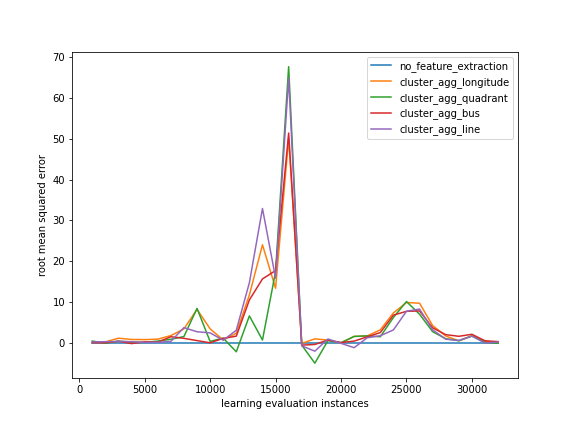 70
60
50
40
30
20
10
0
root mean squared error
no_feature_extraction
cluster_agg_longitude
cluster_agg_quadrant
cluster_agg_bus
cluster_agg_line
0 5000 10000 15000 20000 25000 30000
learning evaluation instances